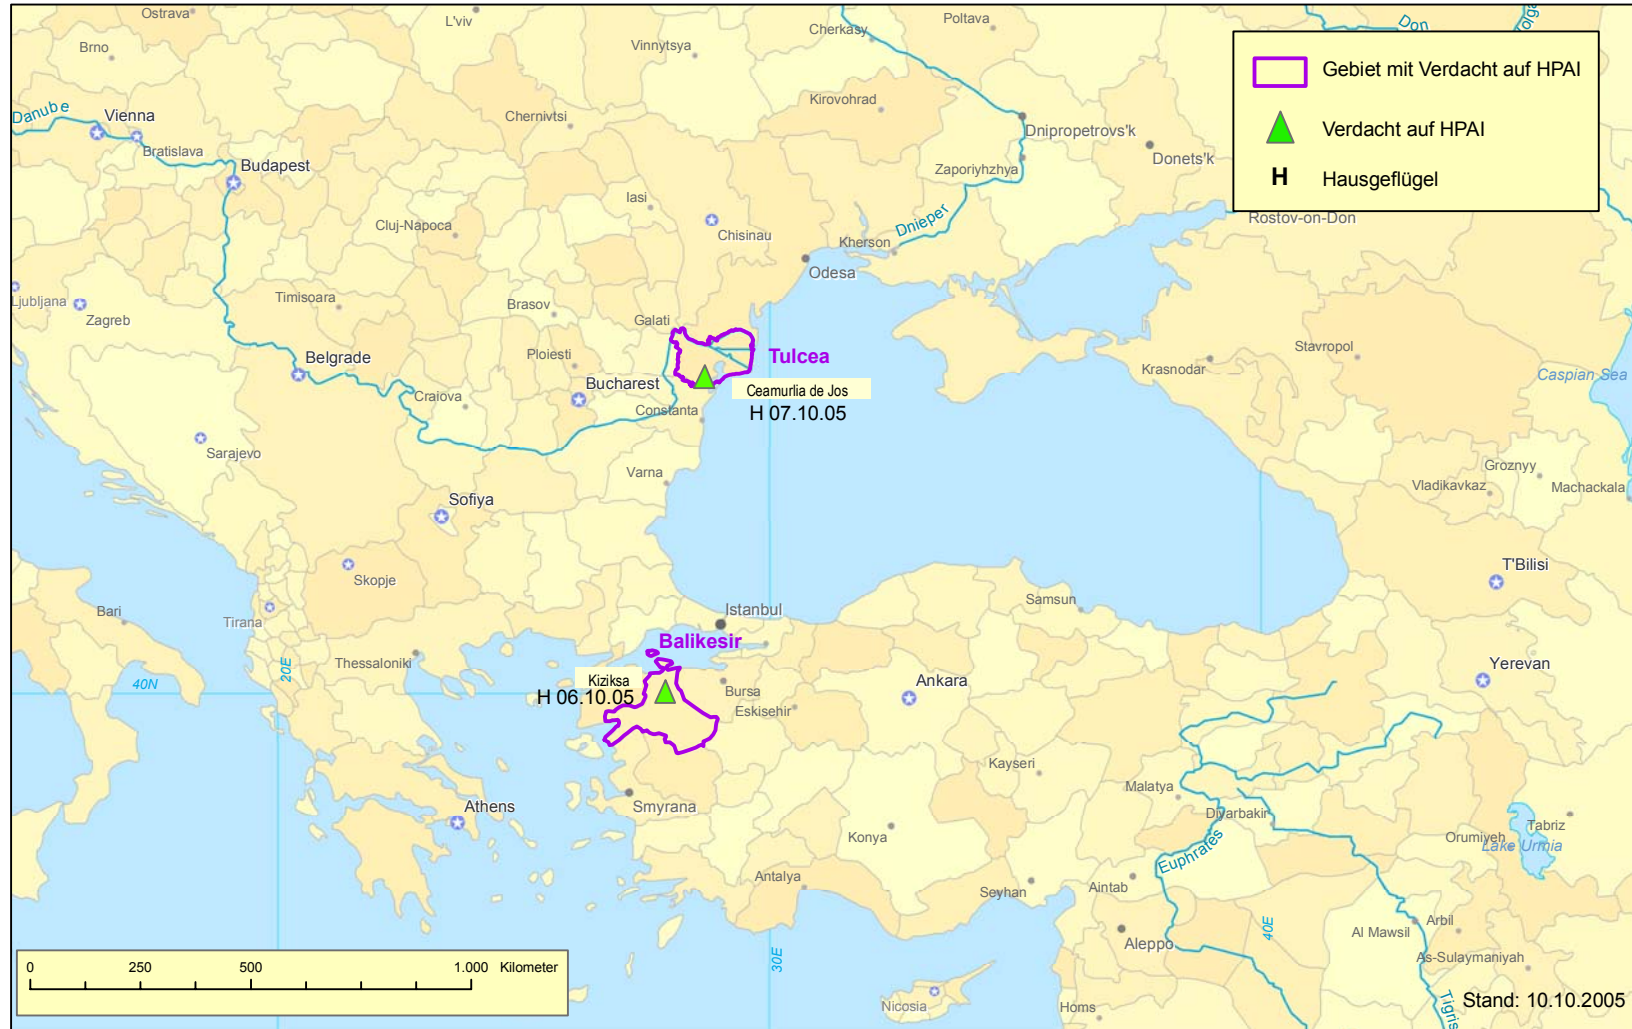 Ostrava
L'viv
Poltava
Don
Volga
Brno
Vinnytsya
Cherkasy
Gebiet mit Verdacht auf HPAI
Danube
Vienna
Bratislava
Chernivtsi
Kirovohrad
Dnipropetrovs'k
Verdacht auf HPAI
Budapest
Zaporiyhzhya
Donets'k
H Hausgeflügel
Iasi
Cluj-Napoca
Chisinau
Kherson
Dnieper
Rostov-on-Don
Odesa
Ljubljana
Zagreb
Timisoara
Brasov
Galati
Belgrade
Ploiesti
Tulcea
Stavropol
Krasnodar
Caspian Sea
Craiova
Bucharest
Ceamurlia de Jos
Constanta
H 07.10.05
Sarajevo
Varna
Groznyy
Vladikavkaz
Machackala
Sofiya
Skopje
T'Bilisi
Bari
Tirana
Istanbul
Samsun
Balikesir
Thessaloniki
20E
Yerevan
40N
Kiziksa
H 06.10.05
Bursa
Ankara
Eskisehir
Kayseri
Malatya
Smyrana
Athens
Konya
Diyarbakir
Tabriz
Orumiyeh
Lake Urmia
Euphrates
Antalya
Seyhan
Aintab
Arbil
Al Mawsil
40E
Aleppo
30E
As-Sulaymaniyah
0 250 500 1.000 Kilometer
Nicosia
Homs
Tigris
Stand: 10.10.2005